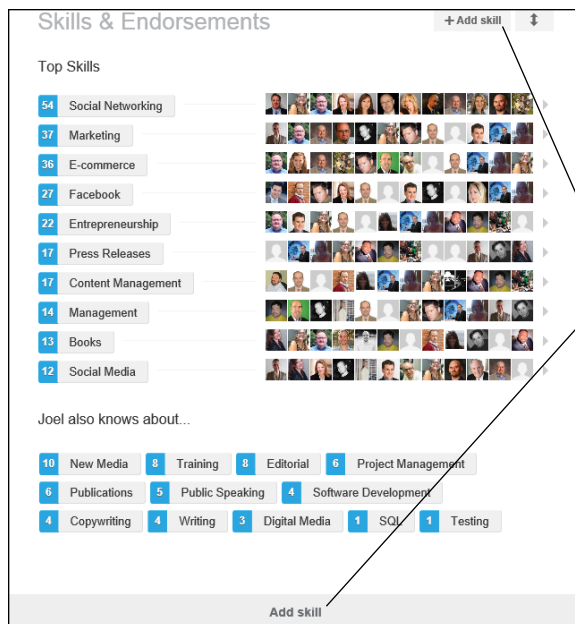 Skills & Endorsements
+ Add skill
Top Skills
54 Social Networking
37 Marketing
36 E-commerce
27 Facebook
22 Entrepreneurship
17 Press Releases
17 Content Management
14 Management
13 Books
12 Social Media
Joel also knows about...
10 New Media 8 Training 8 Editorial 6 Project Management
6 Publications 5 Public Speaking 4 Software Development
4 Copywriting 4 Writing 3 Digital Media 1 SQL 1 Testing
Add skill